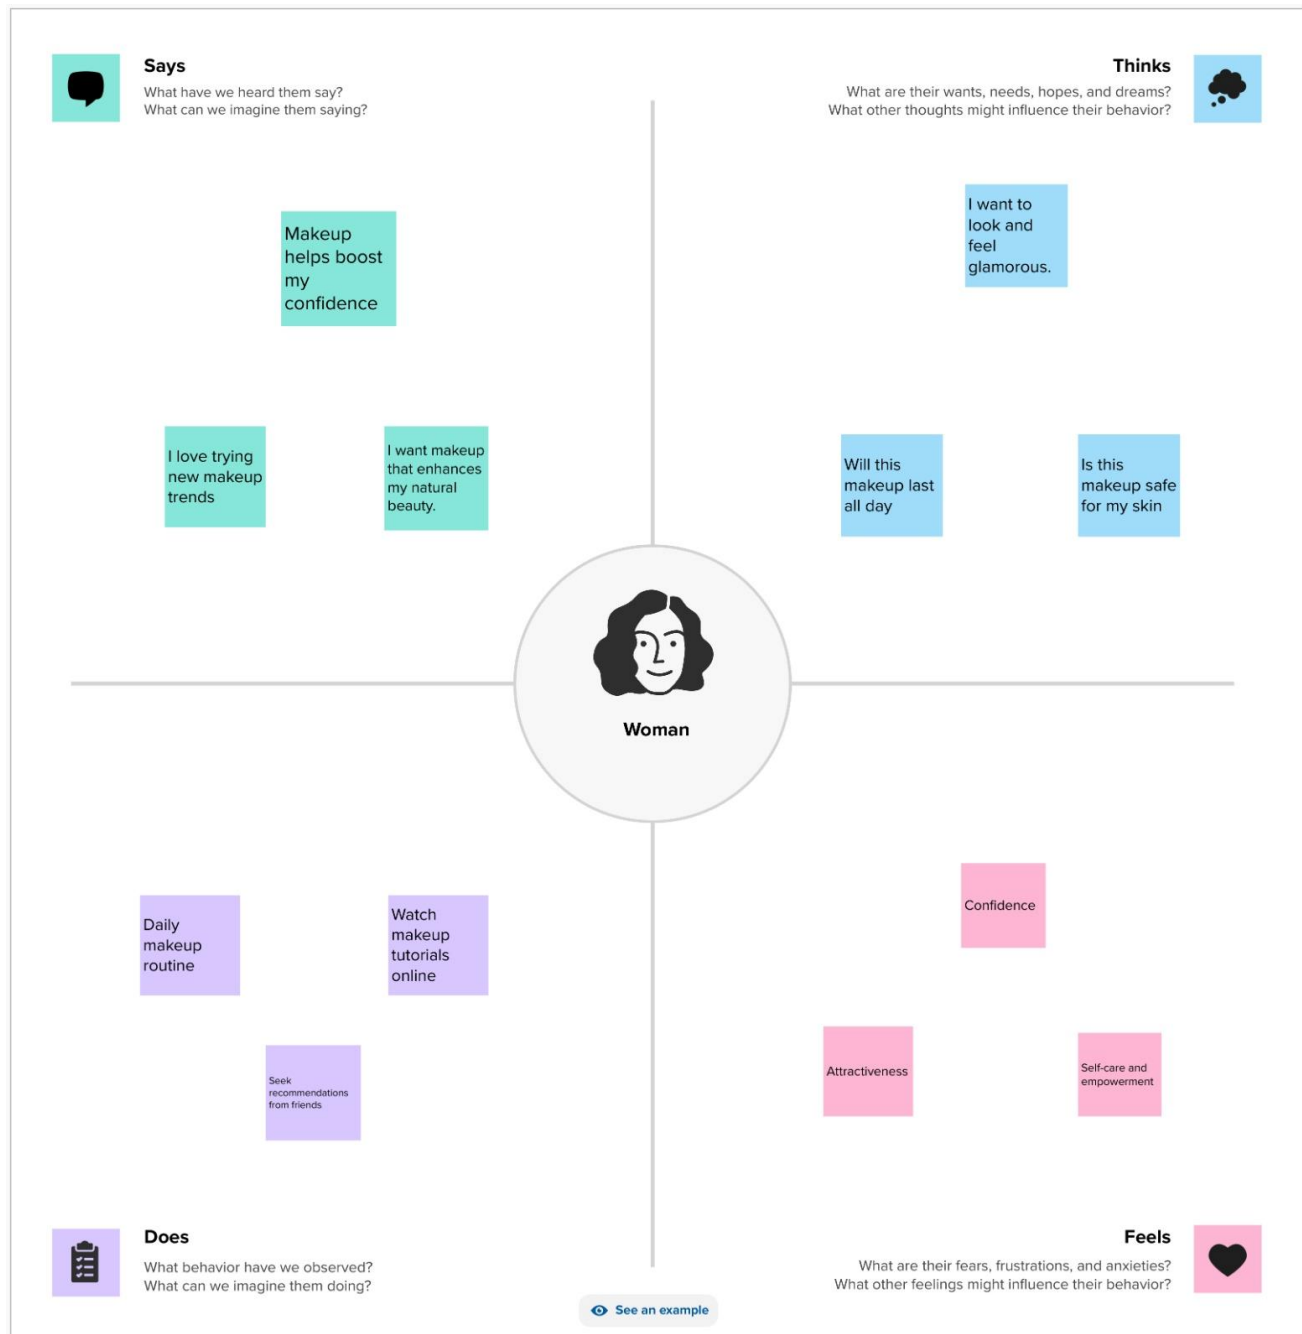 Says
What have we heard them say?
What can we imagine them saying?
Thinks
What are their wants, needs, hopes, and dreams?
What other thoughts might influence their behavior?
Makeup
helps boost
my
confidence
I love trying
new makeup
trends
I want makeup
that enhances
my natural
beauty.
I want to
look and
feel
glamorous.
Will this
makeup last
all day
Is this
makeup safe
for my skin
Woman
Daily
makeup
routine
Watch
makeup
tutorials
online
Seek
recommendations
from friends
Confidence
Attractiveness
Self-care and
empowerment
Does
What behavior have we observed?
What can we imagine them doing?
Feels
What are their fears, frustrations, and anxieties?
What other feelings might influence their behavior?
See an example